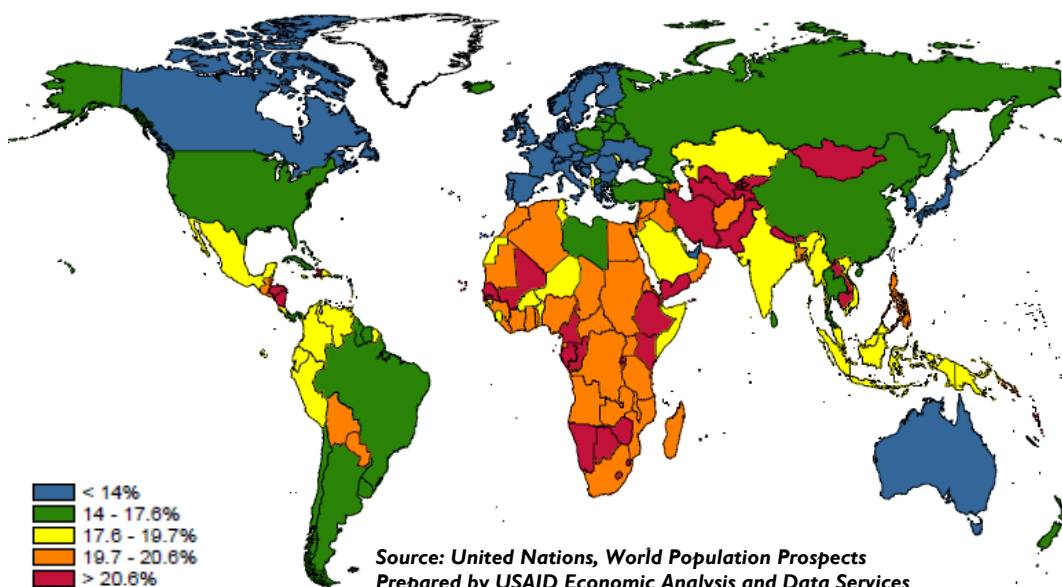 < 14%
14 - 17.6%
17.6 - 19.7%
19.7 - 20.6%
> 20.6%
Source: United Nations, World Population Prospects
Prepared by USAID Economic Analysis and Data Services